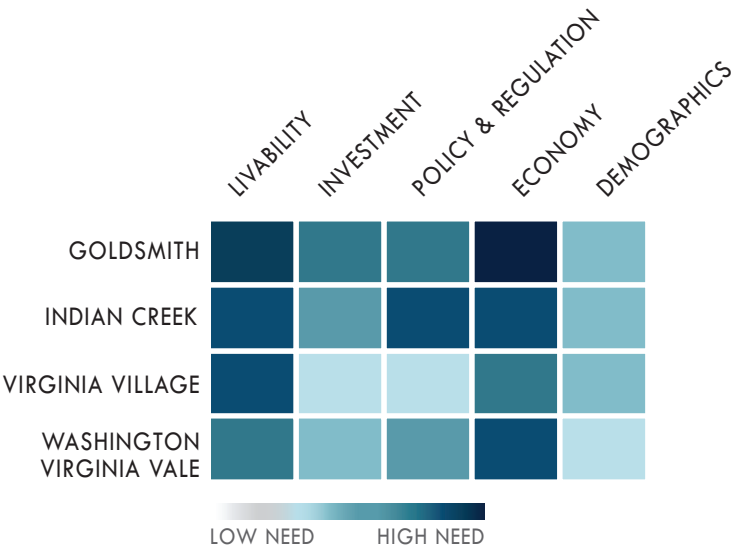 LIVABILITY
INVESTMENT
POLICY & REGULATION
ECONOMY
DEMOGRAPHICS
GOLDSMITH
INDIAN CREEK
VIRGINIA VILLAGE
WASHINGTON
VIRGINIA VALE
LOW NEED HIGH NEED